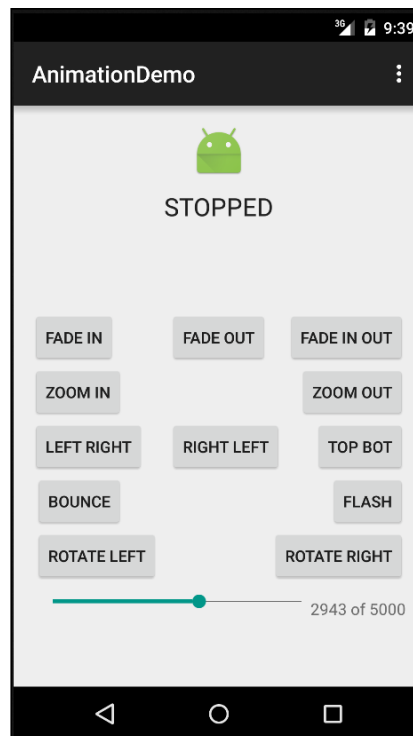 3G 9:39
AnimationDemo
STOPPED
FADE IN FADE OUT FADE IN OUT
ZOOM IN ZOOM OUT
LEFT RIGHT RIGHT LEFT TOP BOT
BOUNCE FLASH
ROTATE LEFT ROTATE RIGHT
2943 of 5000